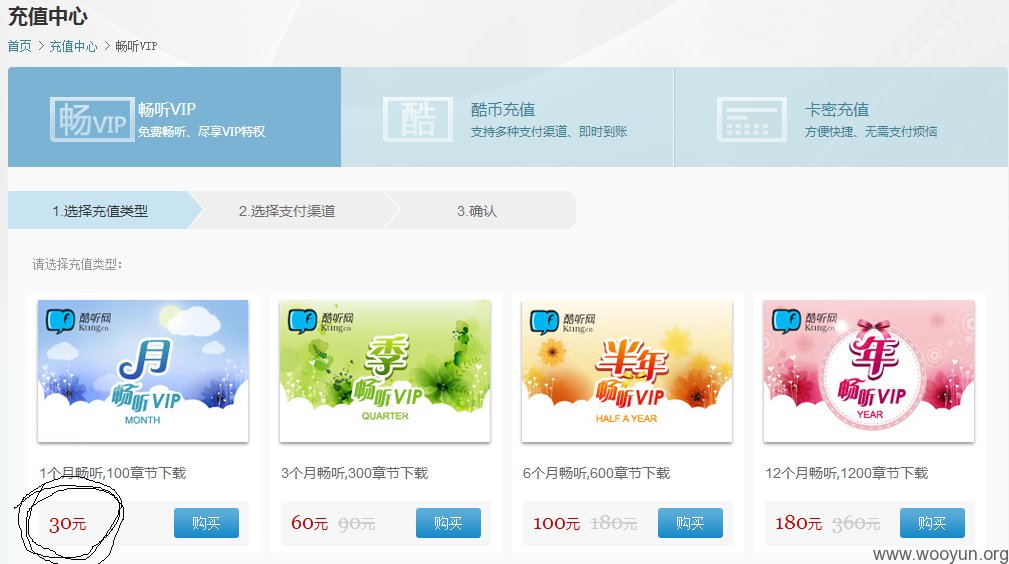 充值中心
首页 > 充值中心 > 畅听VIP
畅VIP 畅听VIP
免费畅听、尽享VIP特权
酷 酷币充值
支持多种支付渠道、即时到账
卡密充值
方便快捷、无需支付烦恼
1.选择充值类型 2.选择支付渠道 3.确认
请选择充值类型：
酷听网
Kting.cn
月
畅听VIP
MONTH
1个月畅听,100章节下载
30元 购买
酷听网
Kting.cn
季
畅听VIP
QUARTER
3个月畅听,300章节下载
60元 90元 购买
酷听网
Kting.cn
半年
畅听VIP
HALF A YEAR
6个月畅听,600章节下载
100元 180元 购买
酷听网
Kting.cn
年
畅听VIP
YEAR
12个月畅听,1200章节下载
180元 360元 购买
www.wooyun.org